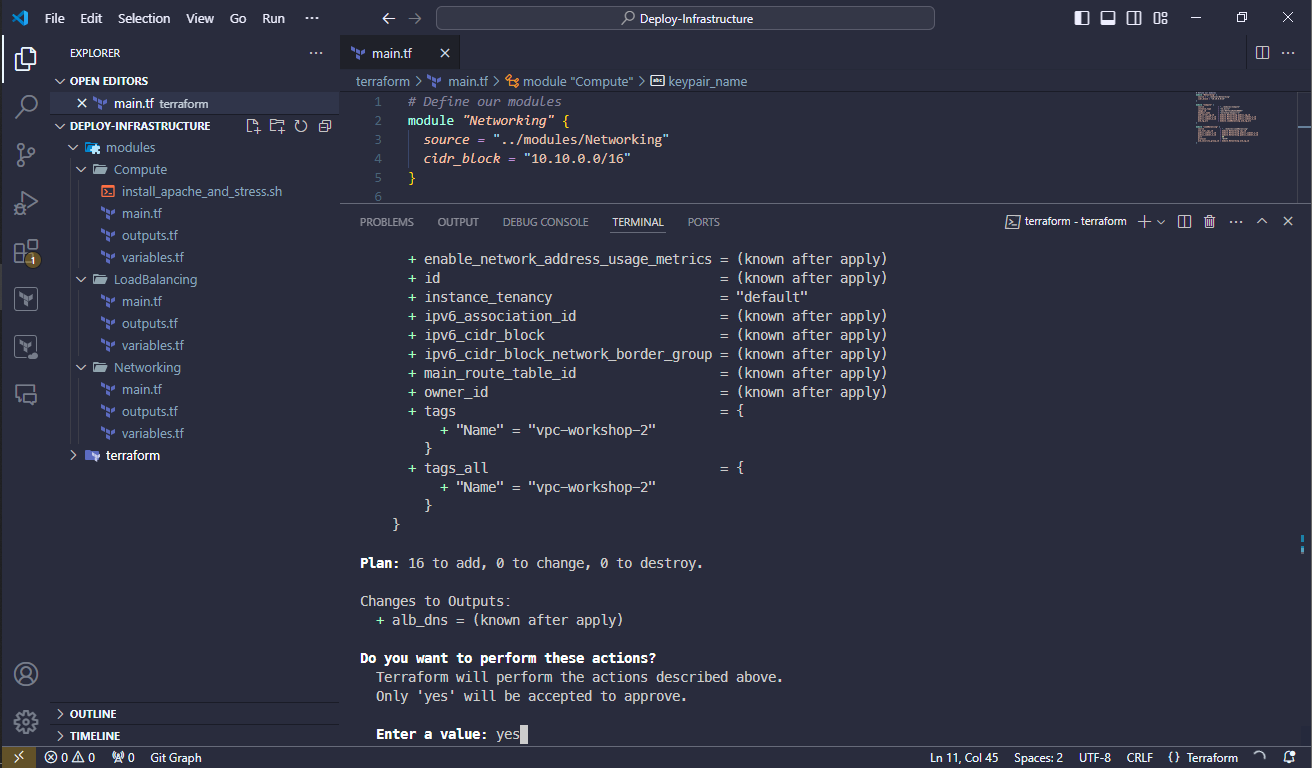 File Edit Selection View Go Run ···
Deploy-Infrastructure
EXPLORER
OPEN EDITORS
main.tf terraform
DEPLOY-INFRASTRUCTURE
modules
Compute
install_apache_and_stress.sh
main.tf
outputs.tf
variables.tf
LoadBalancing
main.tf
outputs.tf
variables.tf
Networking
main.tf
outputs.tf
variables.tf
terraform
OUTLINE
TIMELINE
1
main.tf
terraform > main.tf > module "Compute" > abc keypair_name
1 # Define our modules
2 module "Networking" {
3 source = "../modules/Networking"
4 cidr_block = "10.10.0.0/16"
5 }
6
PROBLEMS OUTPUT DEBUG CONSOLE TERMINAL PORTS
terraform - terraform
+ enable_network_address_usage_metrics = (known after apply)
+ id = (known after apply)
+ instance_tenancy = "default"
+ ipv6_association_id = (known after apply)
+ ipv6_cidr_block = (known after apply)
+ ipv6_cidr_block_network_border_group = (known after apply)
+ main_route_table_id = (known after apply)
+ owner_id = (known after apply)
+ tags = {
+ "Name" = "vpc-workshop-2"
}
+ tags_all = {
+ "Name" = "vpc-workshop-2"
}
}
Plan: 16 to add, 0 to change, 0 to destroy.
Changes to Outputs:
+ alb_dns = (known after apply)
Do you want to perform these actions?
Terraform will perform the actions described above.
Only 'yes' will be accepted to approve.
Enter a value: yes
0 0 0 Git Graph
Ln 11, Col 45 Spaces: 2 UTF-8 CRLF {} Terraform